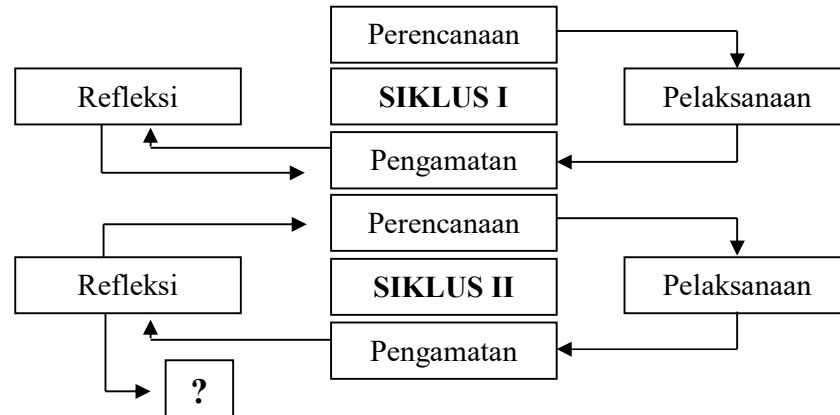 Perencanaan
Refleksi
SIKLUS I
Pelaksanaan
Pengamatan
Perencanaan
Refleksi
SIKLUS II
Pelaksanaan
Pengamatan
?